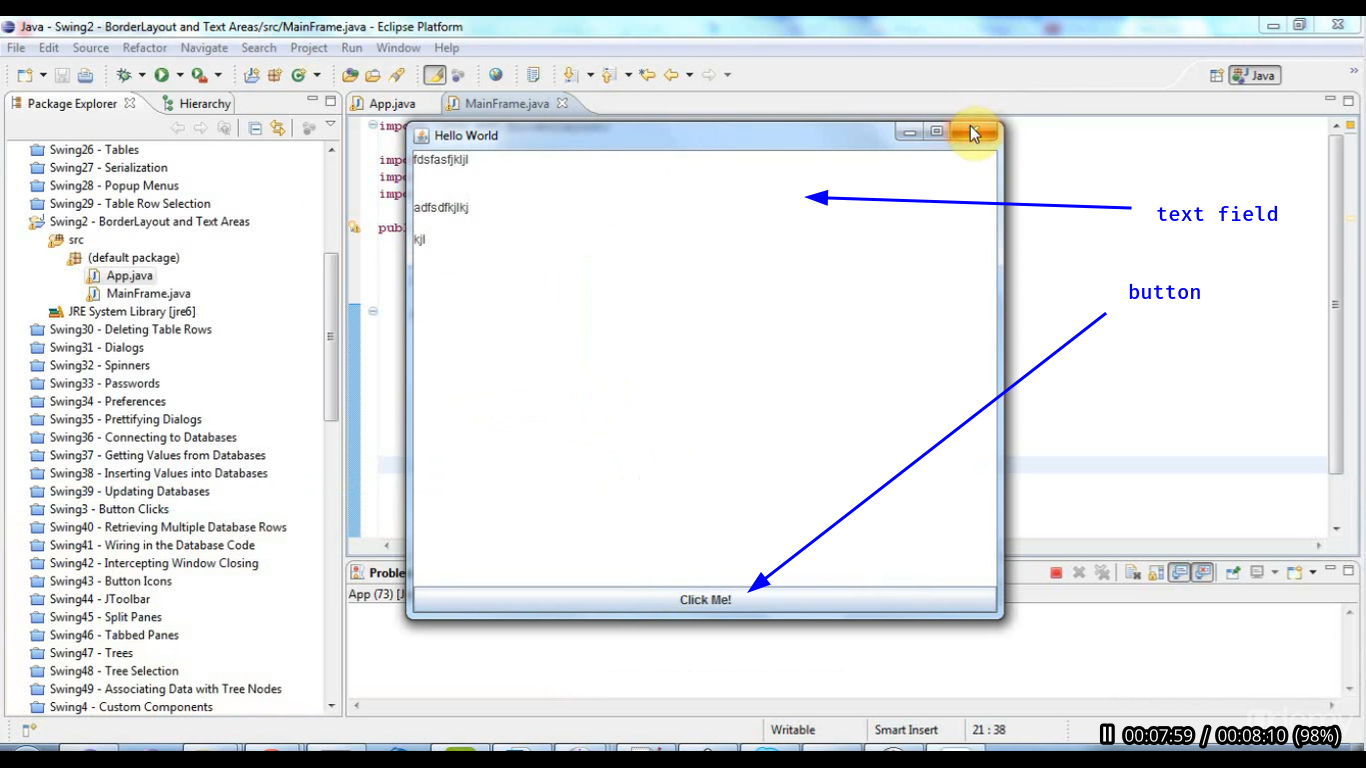 Java - Swing2 - BorderLayout and Text Areas/src/MainFrame.java - Eclipse Platform
File Edit Source Refactor Navigate Search Project Run Window Help
Java
Package Explorer Hierarchy
App.java MainFrame.java
Swing26 - Tables
Swing27 - Serialization
Swing28 - Popup Menus
Swing29 - Table Row Selection
Swing2 - BorderLayout and Text Areas
src
(default package)
App.java
MainFrame.java
JRE System Library [jre6]
Swing30 - Deleting Table Rows
Swing31 - Dialogs
Swing32 - Spinners
Swing33 - Passwords
Swing34 - Preferences
Swing35 - Prettifying Dialogs
Swing36 - Connecting to Databases
Swing37 - Getting Values from Databases
Swing38 - Inserting Values into Databases
Swing39 - Updating Databases
Swing3 - Button Clicks
Swing40 - Retrieving Multiple Database Rows
Swing41 - Wiring in the Database Code
Swing42 - Intercepting Window Closing
Swing43 - Button Icons
Swing44 - JToolbar
Swing45 - Split Panes
Swing46 - Tabbed Panes
Swing47 - Trees
Swing48 - Tree Selection
Swing49 - Associating Data with Tree Nodes
Swing4 - Custom Components
impo
impo
impo
impo
publ
Hello World
fdsfasfjkljl
adfsdfkjlkj
kjl
Click Me!
text field
button
Proble
App (73) [J
Writable Smart Insert 21 : 38
00:07:59 / 00:08:10 (98%)